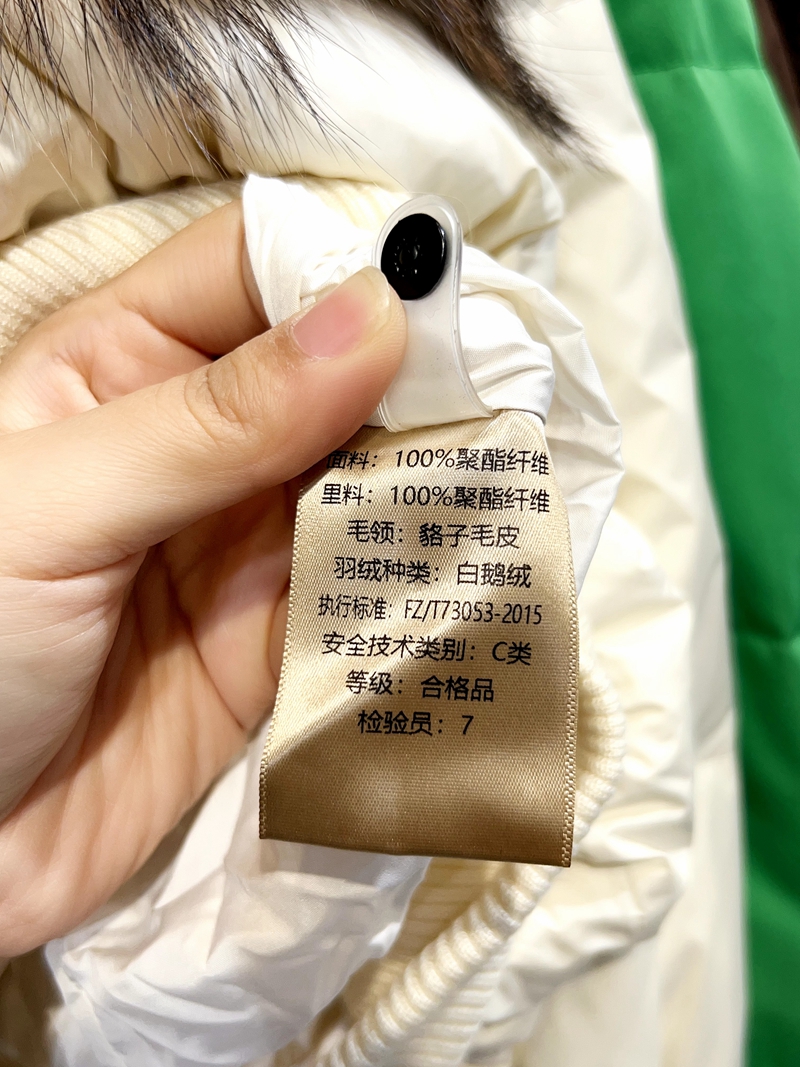 面料：100%聚酯纤维
里料：100%聚酯纤维
毛领：貉子毛皮
羽绒种类：白鹅绒
执行标准：FZ/T73053-2015
安全技术类别：C类
等级：合格品
检验员：7